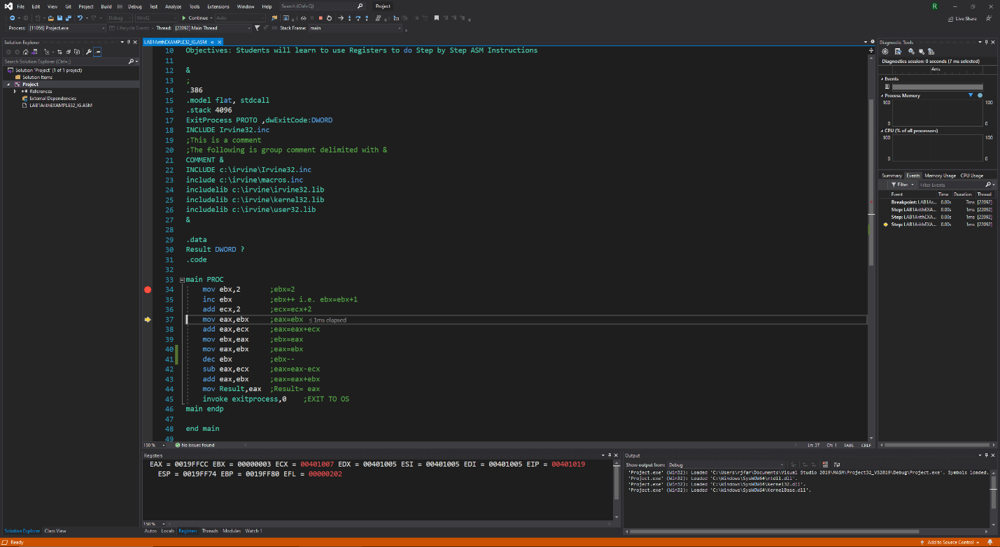 File Edit View Git Project Build Debug Test Analyze Tools Extensions Window Help Search (Ctrl+Q) Project R
Debug Win32 Continue Auto Live Share
Process: [11056] Project.exe Lifecycle Events Thread: [22092] Main Thread Stack Frame: main
Solution Explorer
Search Solution Explorer (Ctrl+;)
Solution 'Project' (1 of 1 project)
Solution Items
Project
References
External Dependencies
LAB1ArithEXAMPLE32_IG.ASM
Solution Explorer Class View
LAB1ArithEXAMPLE32_IG.ASM
10 Objectives: Students will learn to use Registers to do Step by Step ASM Instructions
11
12 &
13 ;
14 .386
15 .model flat, stdcall
16 .stack 4096
17 ExitProcess PROTO ,dwExitCode:DWORD
18 INCLUDE Irvine32.inc
19 ;This is a comment
20 ;The following is group comment delimited with &
21 COMMENT &
22 INCLUDE c:\irvine\Irvine32.inc
23 include c:\irvine\macros.inc
24 includelib c:\irvine\irvine32.lib
25 includelib c:\irvine\kernel32.lib
26 includelib c:\irvine\user32.lib
27 &
28
29 .data
30 Result DWORD ?
31 .code
32
33 main PROC
34 mov ebx,2 ;ebx=2
35 inc ebx ;ebx++ i.e. ebx=ebx+1
36 add ecx,2 ;ecx=ecx+2
37 mov eax,ebx ;eax=ebx ≤ 1ms elapsed
38 add eax,ecx ;eax=eax+ecx
39 mov ebx,eax ;ebx=eax
40 mov eax,ebx ;eax=ebx
41 dec ebx ;ebx--
42 sub eax,ecx ;eax=eax-ecx
43 add eax,ebx ;eax=eax+ebx
44 mov Result,eax ;Result= eax
45 invoke exitprocess,0 ;EXIT TO OS
46 main endp
47
48 end main
49
150 % No issues found Ln: 37 Ch: 1 TABS CRLF
Registers
EAX = 0019FFCC EBX = 00000003 ECX = 00401007 EDX = 00401005 ESI = 00401005 EDI = 00401005 EIP = 00401019
ESP = 0019FF74 EBP = 0019FF80 EFL = 00000202
150 %
Autos Locals Registers Threads Modules Watch 1
Output
Show output from: Debug
'Project.exe' (Win32): Loaded 'C:\Users\rjfar\Documents\Visual Studio 2019\MASM\Project32_VS2019\Debug\Project.exe'. Symbols loaded.
'Project.exe' (Win32): Loaded 'C:\Windows\SysWOW64\ntdll.dll'.
'Project.exe' (Win32): Loaded 'C:\Windows\SysWOW64\kernel32.dll'.
'Project.exe' (Win32): Loaded 'C:\Windows\SysWOW64\KernelBase.dll'.
Diagnostic Tools
Diagnostics session: 0 seconds (7 ms selected)
4ms
Events
Process Memory
100 100
0 0
CPU (% of all processors)
100 100
0 0
Summary Events Memory Usage CPU Usage
Filter Filter Events
Event Time Duration Thread
Breakpoint: LAB1Ar... 0.00s 7ms [22092]
Step: LAB1ArithEXA... 0.00s 1ms [22092]
Step: LAB1ArithEXA... 0.00s 1ms [22092]
Step: LAB1ArithEXA... 0.00s 1ms [22092]
Ready Add to Source Control